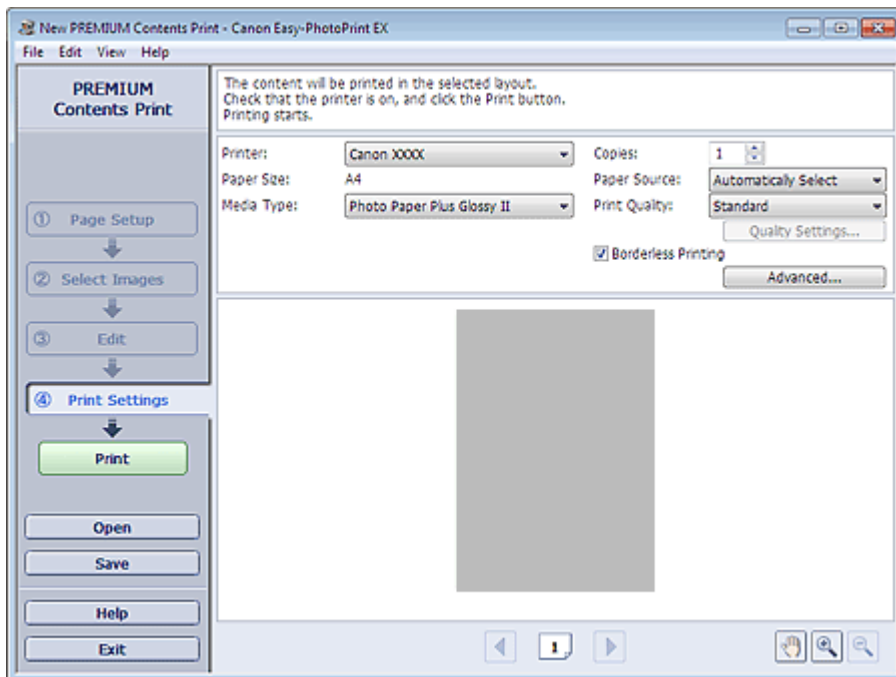 New PREMIUM Contents Print - Canon Easy-PhotoPrint EX
File Edit View Help
PREMIUM
Contents Print
① Page Setup
② Select Images
③ Edit
④ Print Settings
Print
Open
Save
Help
Exit
The content will be printed in the selected layout.
Check that the printer is on, and click the Print button.
Printing starts.
Printer: Canon XXXX Copies: 1
Paper Size: A4 Paper Source: Automatically Select
Media Type: Photo Paper Plus Glossy II Print Quality: Standard
Quality Settings...
Borderless Printing
Advanced...
1